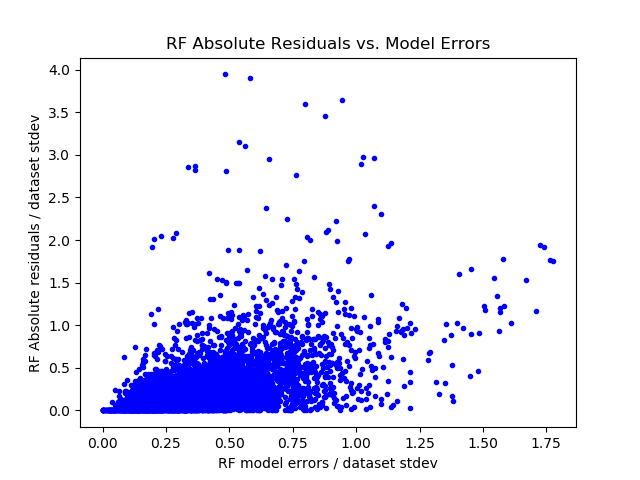 RF Absolute Residuals vs. Model Errors
4.0
3.5
3.0
2.5
2.0
1.5
1.0
0.5
0.0
RF Absolute residuals / dataset stdev
0.00 0.25 0.50 0.75 1.00 1.25 1.50 1.75
RF model errors / dataset stdev